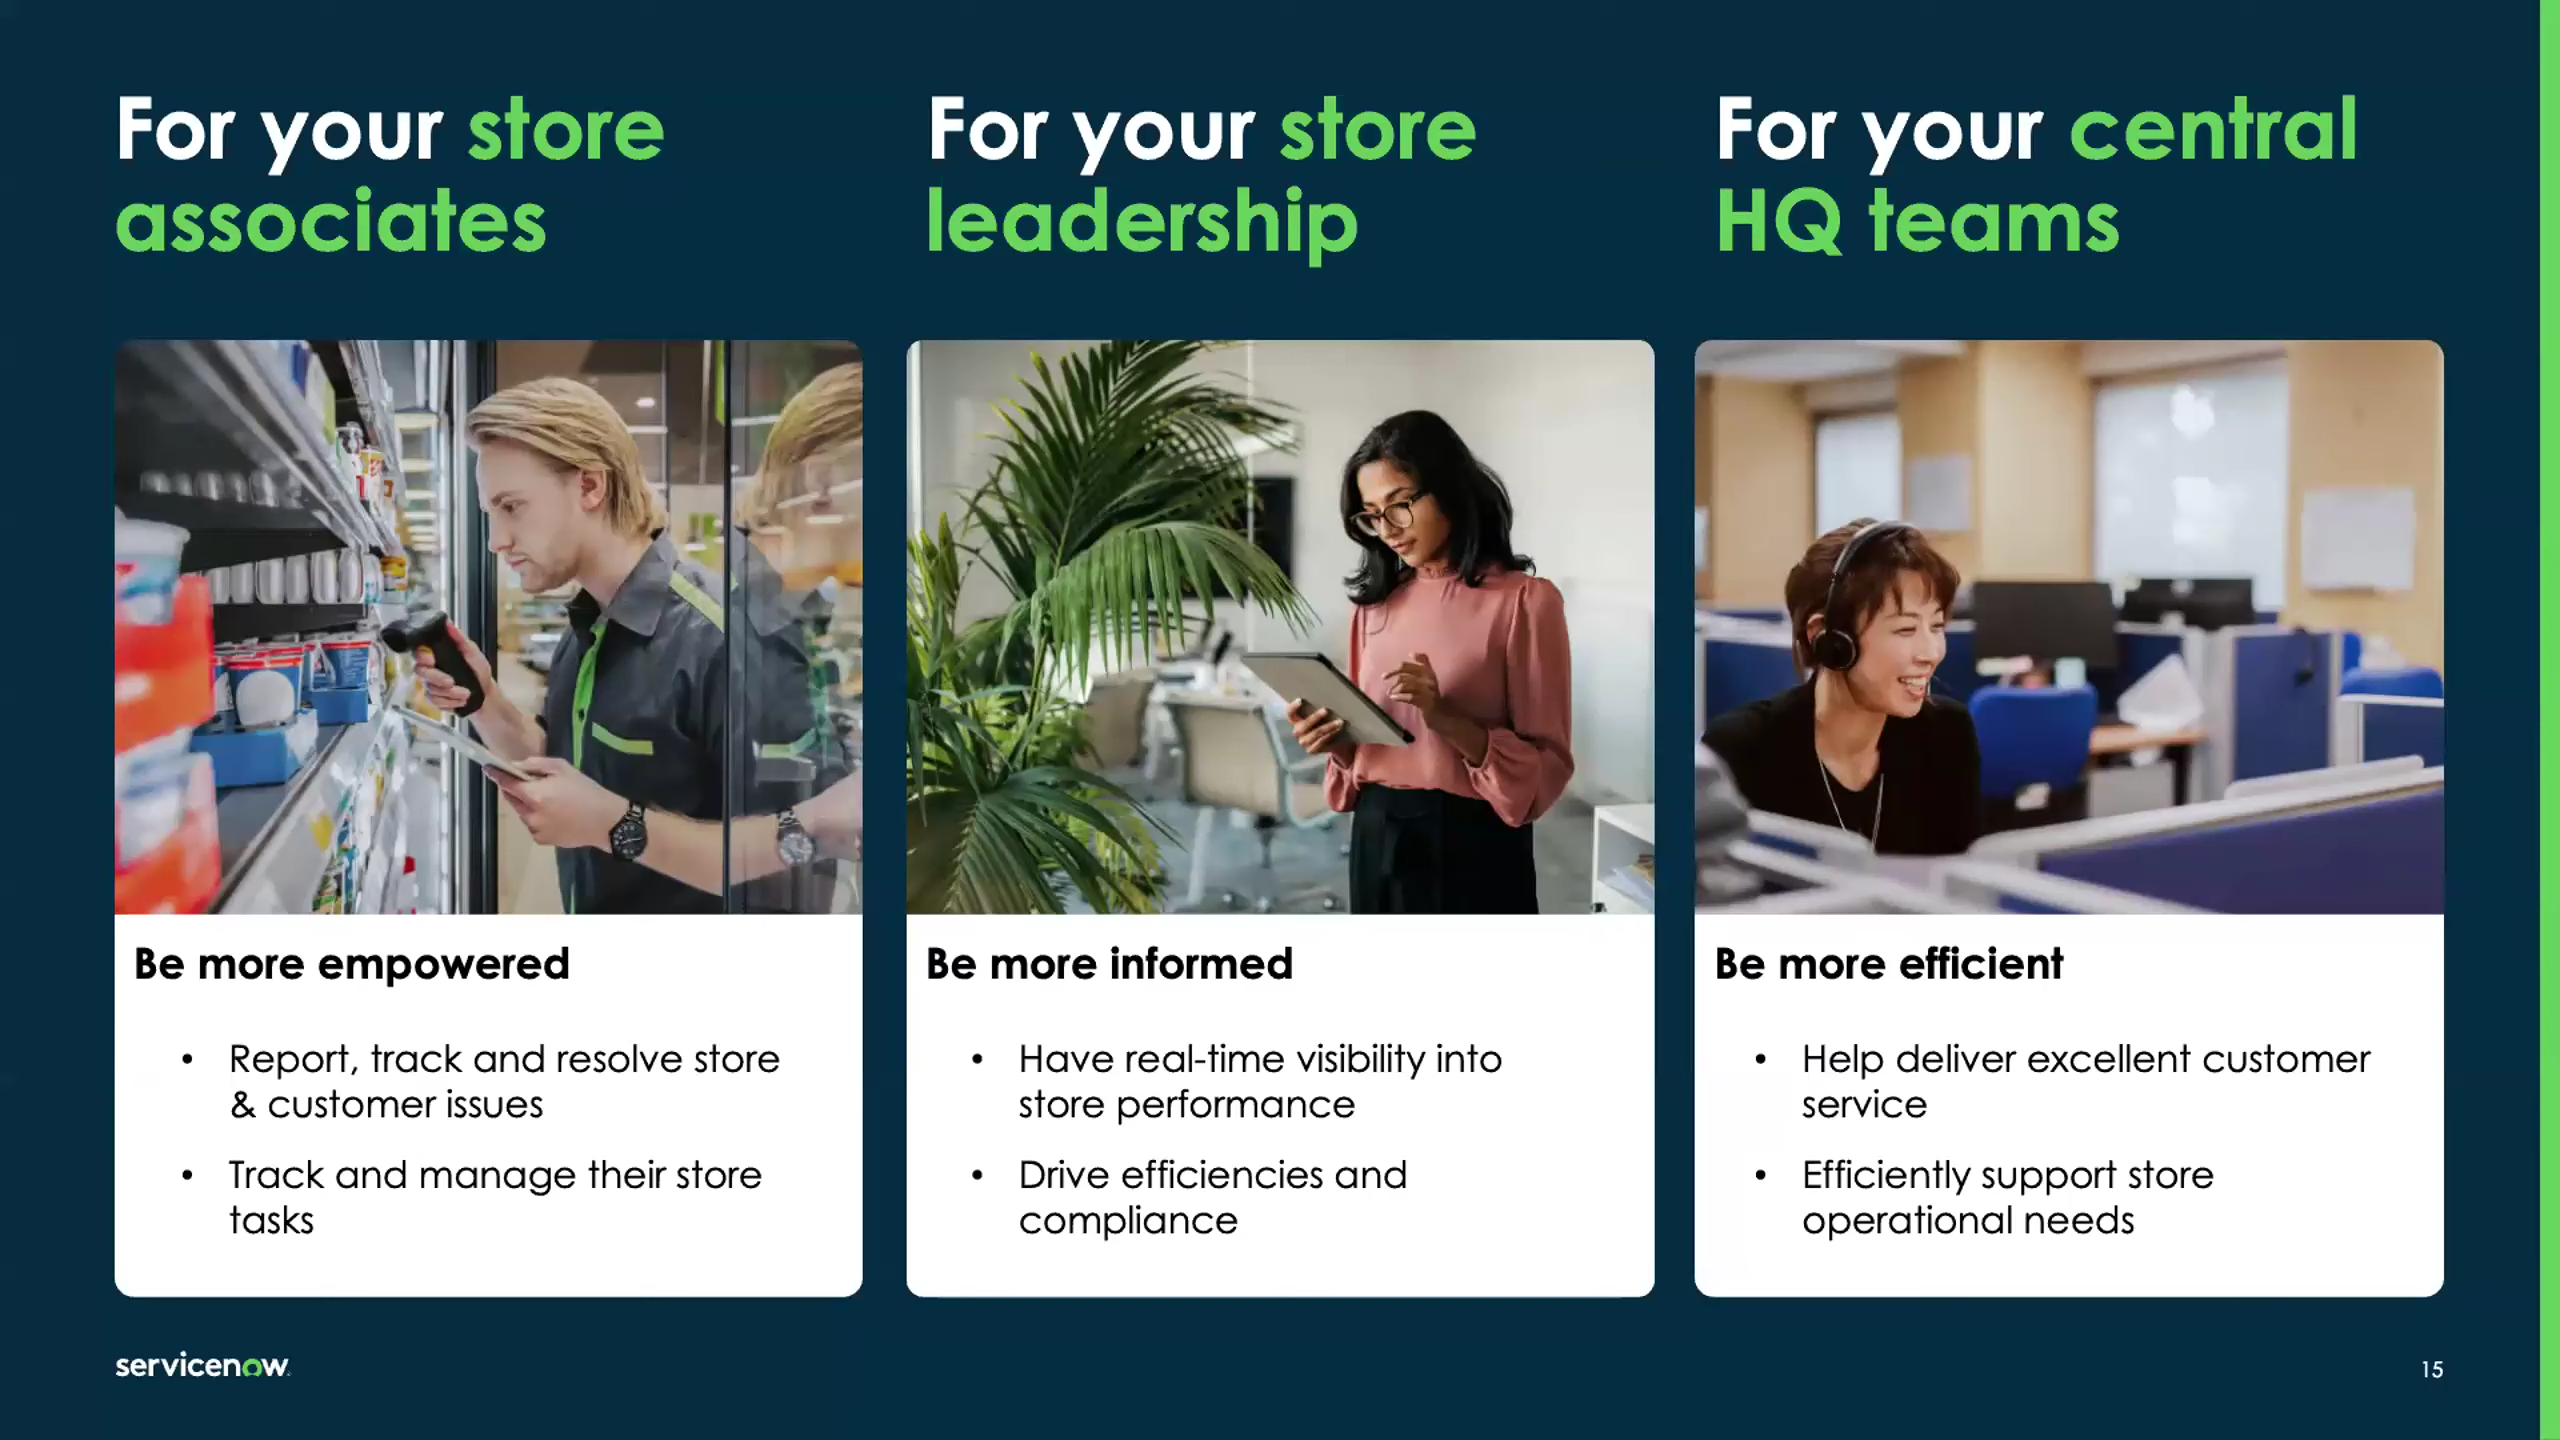 For your store
associates
For your store
leadership
For your central
HQ teams
Be more empowered
• Report, track and resolve store
& customer issues
• Track and manage their store
tasks
Be more informed
• Have real-time visibility into
store performance
• Drive efficiencies and
compliance
Be more efficient
• Help deliver excellent customer
service
• Efficiently support store
operational needs
servicenow
15